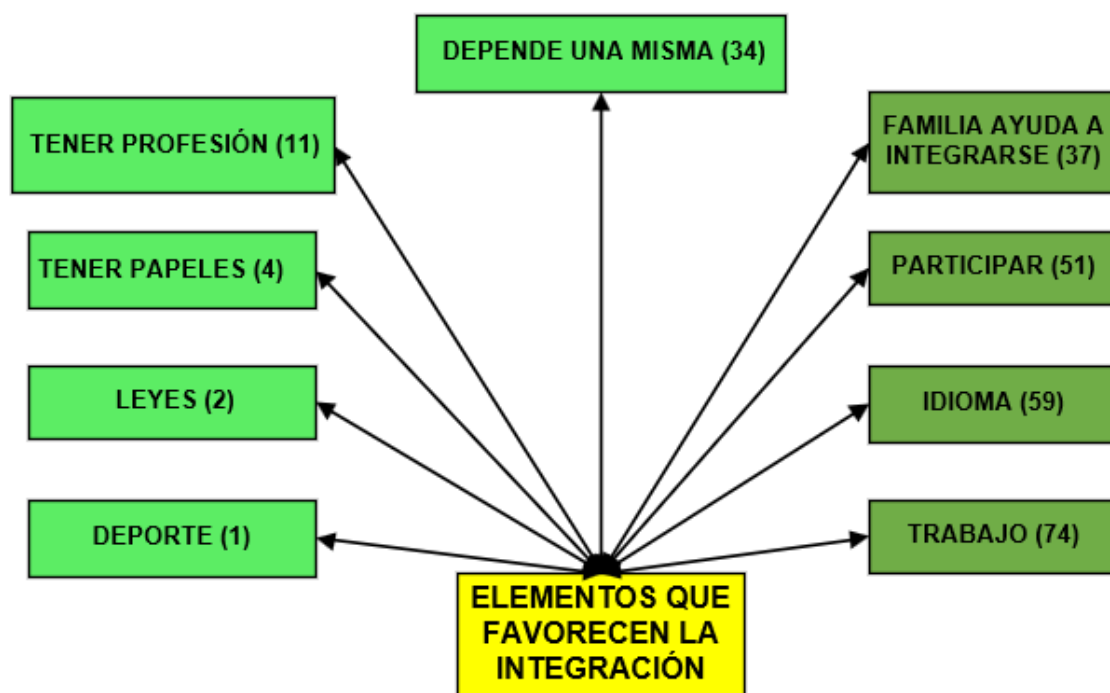 DEPENDE UNA MISMA (34)
TENER PROFESIÓN (11)
FAMILIA AYUDA A
INTEGRARSE (37)
TENER PAPELES (4)
PARTICIPAR (51)
LEYES (2)
IDIOMA (59)
DEPORTE (1)
TRABAJO (74)
ELEMENTOS QUE
FAVORECEN LA
INTEGRACIÓN